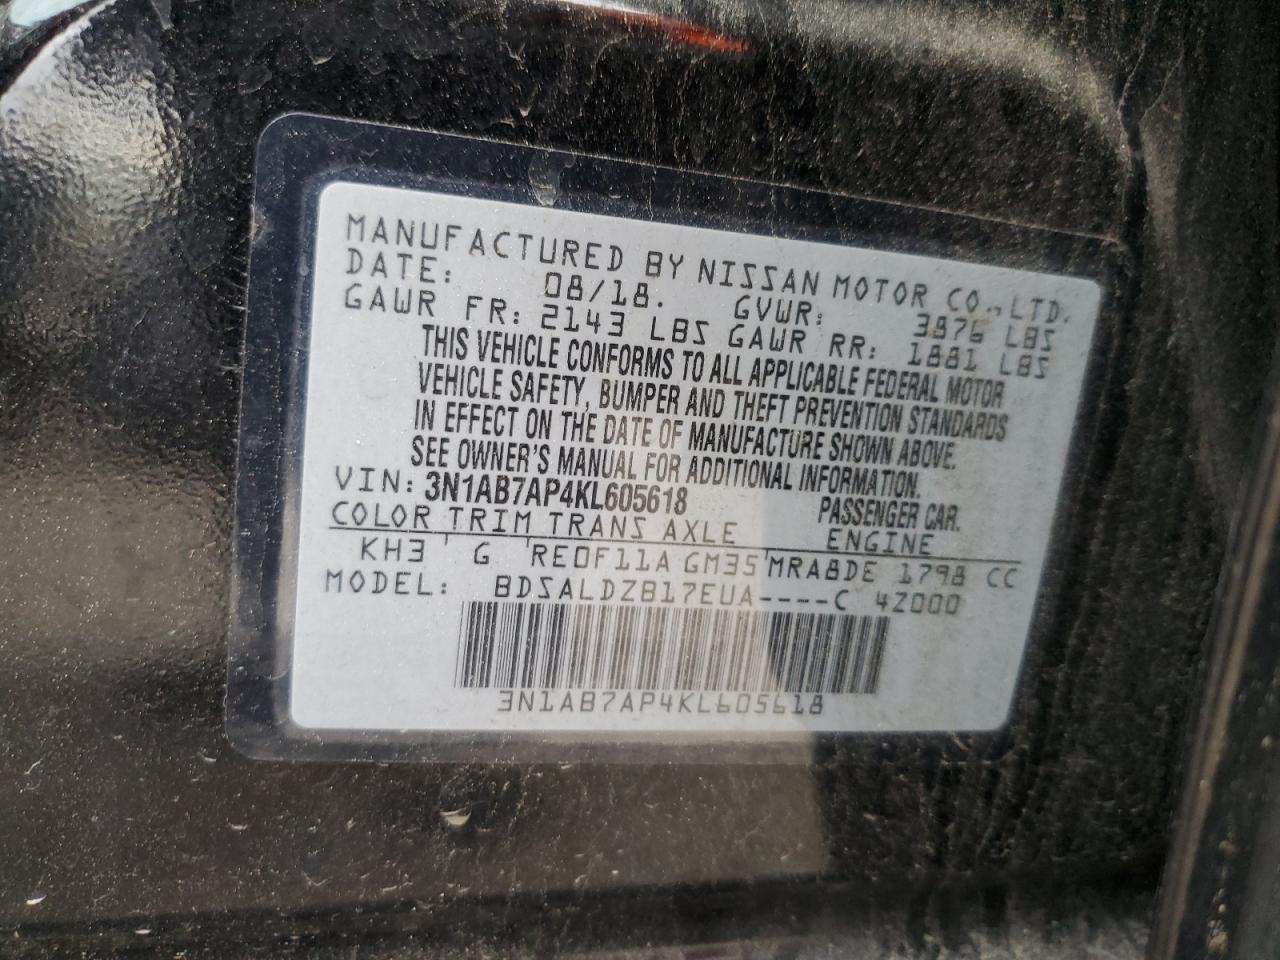 MANUFACTURED BY NISSAN MOTOR CO., LTD.
DATE: 08/18. GVWR: 3876 LBS
GAWR FR: 2143 LBS GAWR RR: 1881 LBS
THIS VEHICLE CONFORMS TO ALL APPLICABLE FEDERAL MOTOR
VEHICLE SAFETY, BUMPER AND THEFT PREVENTION STANDARDS
IN EFFECT ON THE DATE OF MANUFACTURE SHOWN ABOVE.
SEE OWNER'S MANUAL FOR ADDITIONAL INFORMATION.
VIN: 3N1AB7AP4KL605618 PASSENGER CAR.
COLOR TRIM TRANS AXLE ENGINE
KH3 G RE0F11A GM35 MRA8DE 1798 CC
MODEL: BDSALDZB17EUA----C 42000
3N1AB7AP4KL605618